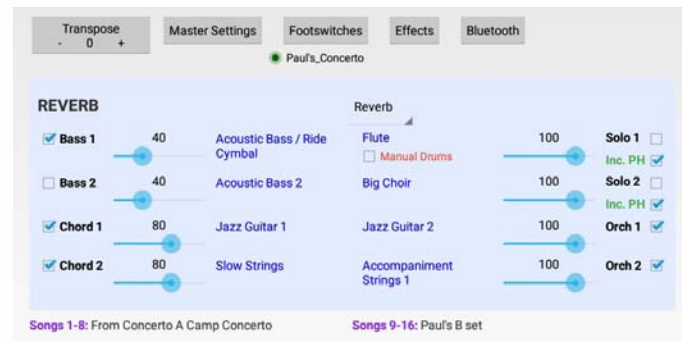 Transpose
- 0 +
Master Settings
Footswitches
Effects
Bluetooth
Paul's_Concerto
REVERB
Reverb
Bass 1 40 Acoustic Bass / Ride Cymbal
Flute 100 Solo 1
Manual Drums
Inc. PH
Bass 2 40 Acoustic Bass 2
Big Choir 100 Solo 2
Inc. PH
Chord 1 80 Jazz Guitar 1
Jazz Guitar 2 100 Orch 1
Chord 2 80 Slow Strings
Accompaniment Strings 1 100 Orch 2
Songs 1-8: From Concerto A Camp Concerto
Songs 9-16: Paul's B set